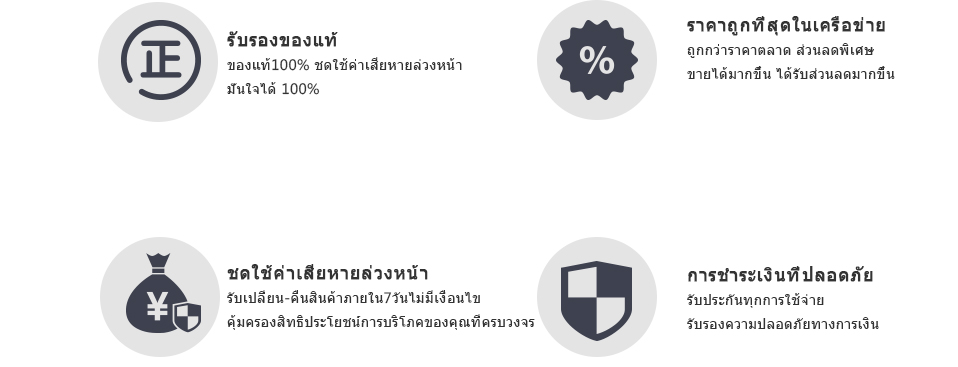 正
รับรองของแท้
ของแท้100% ชดใช้ค่าเสียหายล่วงหน้า
มั่นใจได้ 100%
%
ราคาถูกที่สุดในเครือข่าย
ถูกกว่าราคาตลาด ส่วนลดพิเศษ
ขายได้มากขึ้น ได้รับส่วนลดมากขึ้น
¥
ชดใช้ค่าเสียหายล่วงหน้า
รับเปลี่ยน-คืนสินค้าภายใน7วันไม่มีเงื่อนไข
คุ้มครองสิทธิประโยชน์การบริโภคของคุณที่ครบวงจร
การชำระเงินที่ปลอดภัย
รับประกันทุกการใช้จ่าย
รับรองความปลอดภัยทางการเงิน